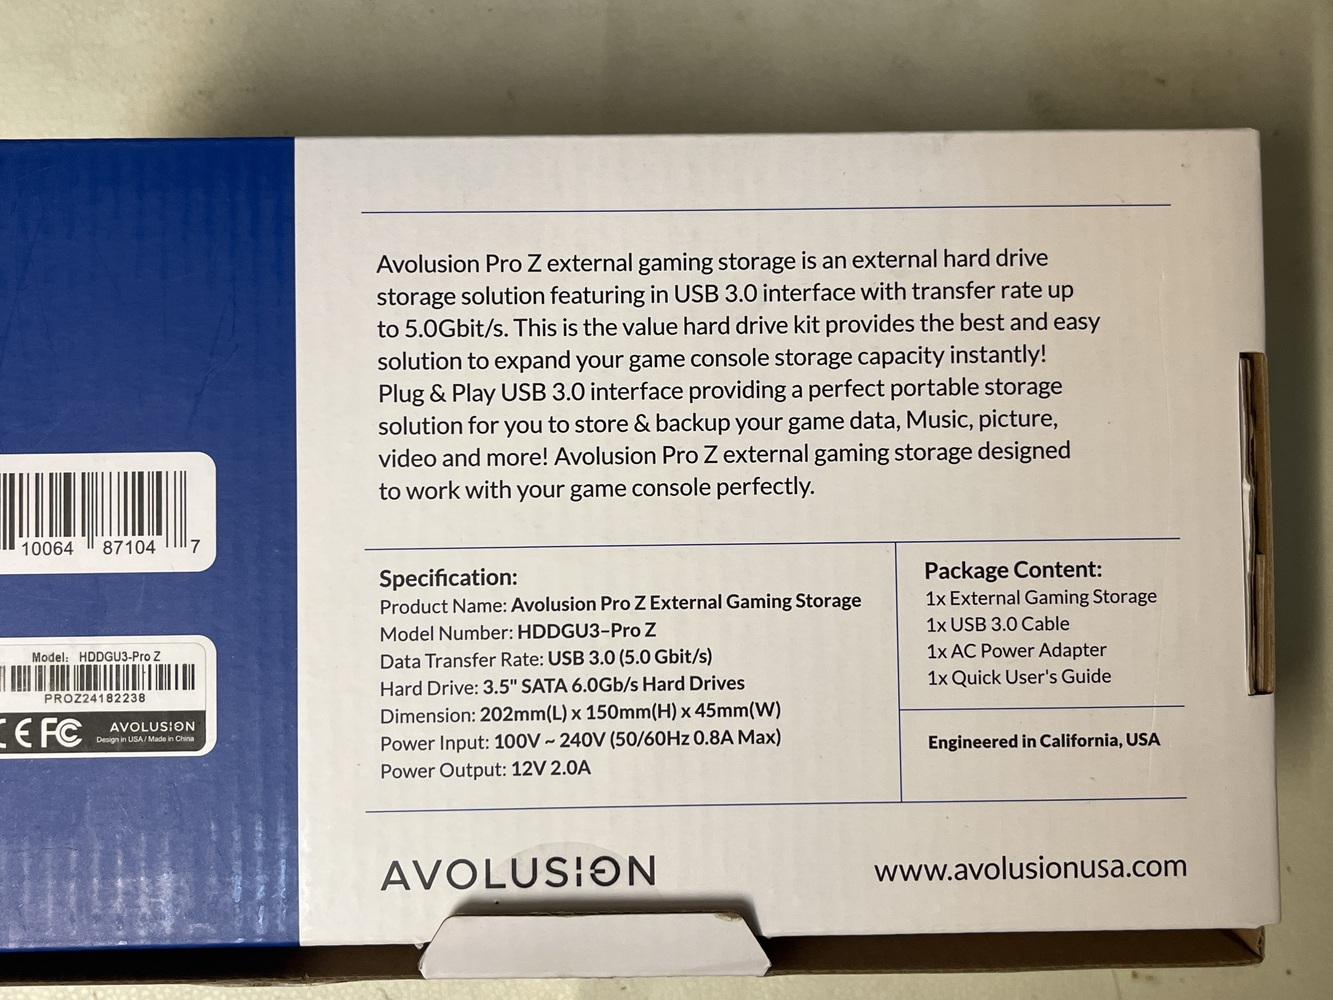 Avolusion Pro Z external gaming storage is an external hard drive
storage solution featuring in USB 3.0 interface with transfer rate up
to 5.0Gbit/s. This is the value hard drive kit provides the best and easy
solution to expand your game console storage capacity instantly!
Plug & Play USB 3.0 interface providing a perfect portable storage
solution for you to store & backup your game data, Music, picture,
video and more! Avolusion Pro Z external gaming storage designed
to work with your game console perfectly.
10064 87104 7
Model: HDDGU3-Pro Z
PROZ24182238
CE FC AVOLUSION
Design in USA / Made in China
Specification:
Product Name: Avolusion Pro Z External Gaming Storage
Model Number: HDDGU3-Pro Z
Data Transfer Rate: USB 3.0 (5.0 Gbit/s)
Hard Drive: 3.5" SATA 6.0Gb/s Hard Drives
Dimension: 202mm(L) x 150mm(H) x 45mm(W)
Power Input: 100V ~ 240V (50/60Hz 0.8A Max)
Power Output: 12V 2.0A
Package Content:
1x External Gaming Storage
1x USB 3.0 Cable
1x AC Power Adapter
1x Quick User's Guide
Engineered in California, USA
AVOLUSION
www.avolusionusa.com